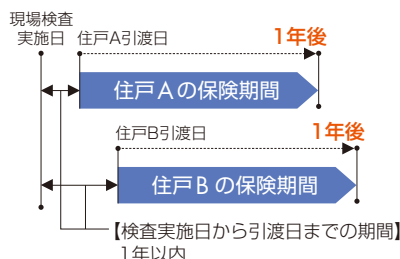 現場検査
実施日
住戸A引渡日
1年後
住戸Aの保険期間
住戸B引渡日
1年後
住戸Bの保険期間
【検査実施日から引渡日までの期間】
1年以内